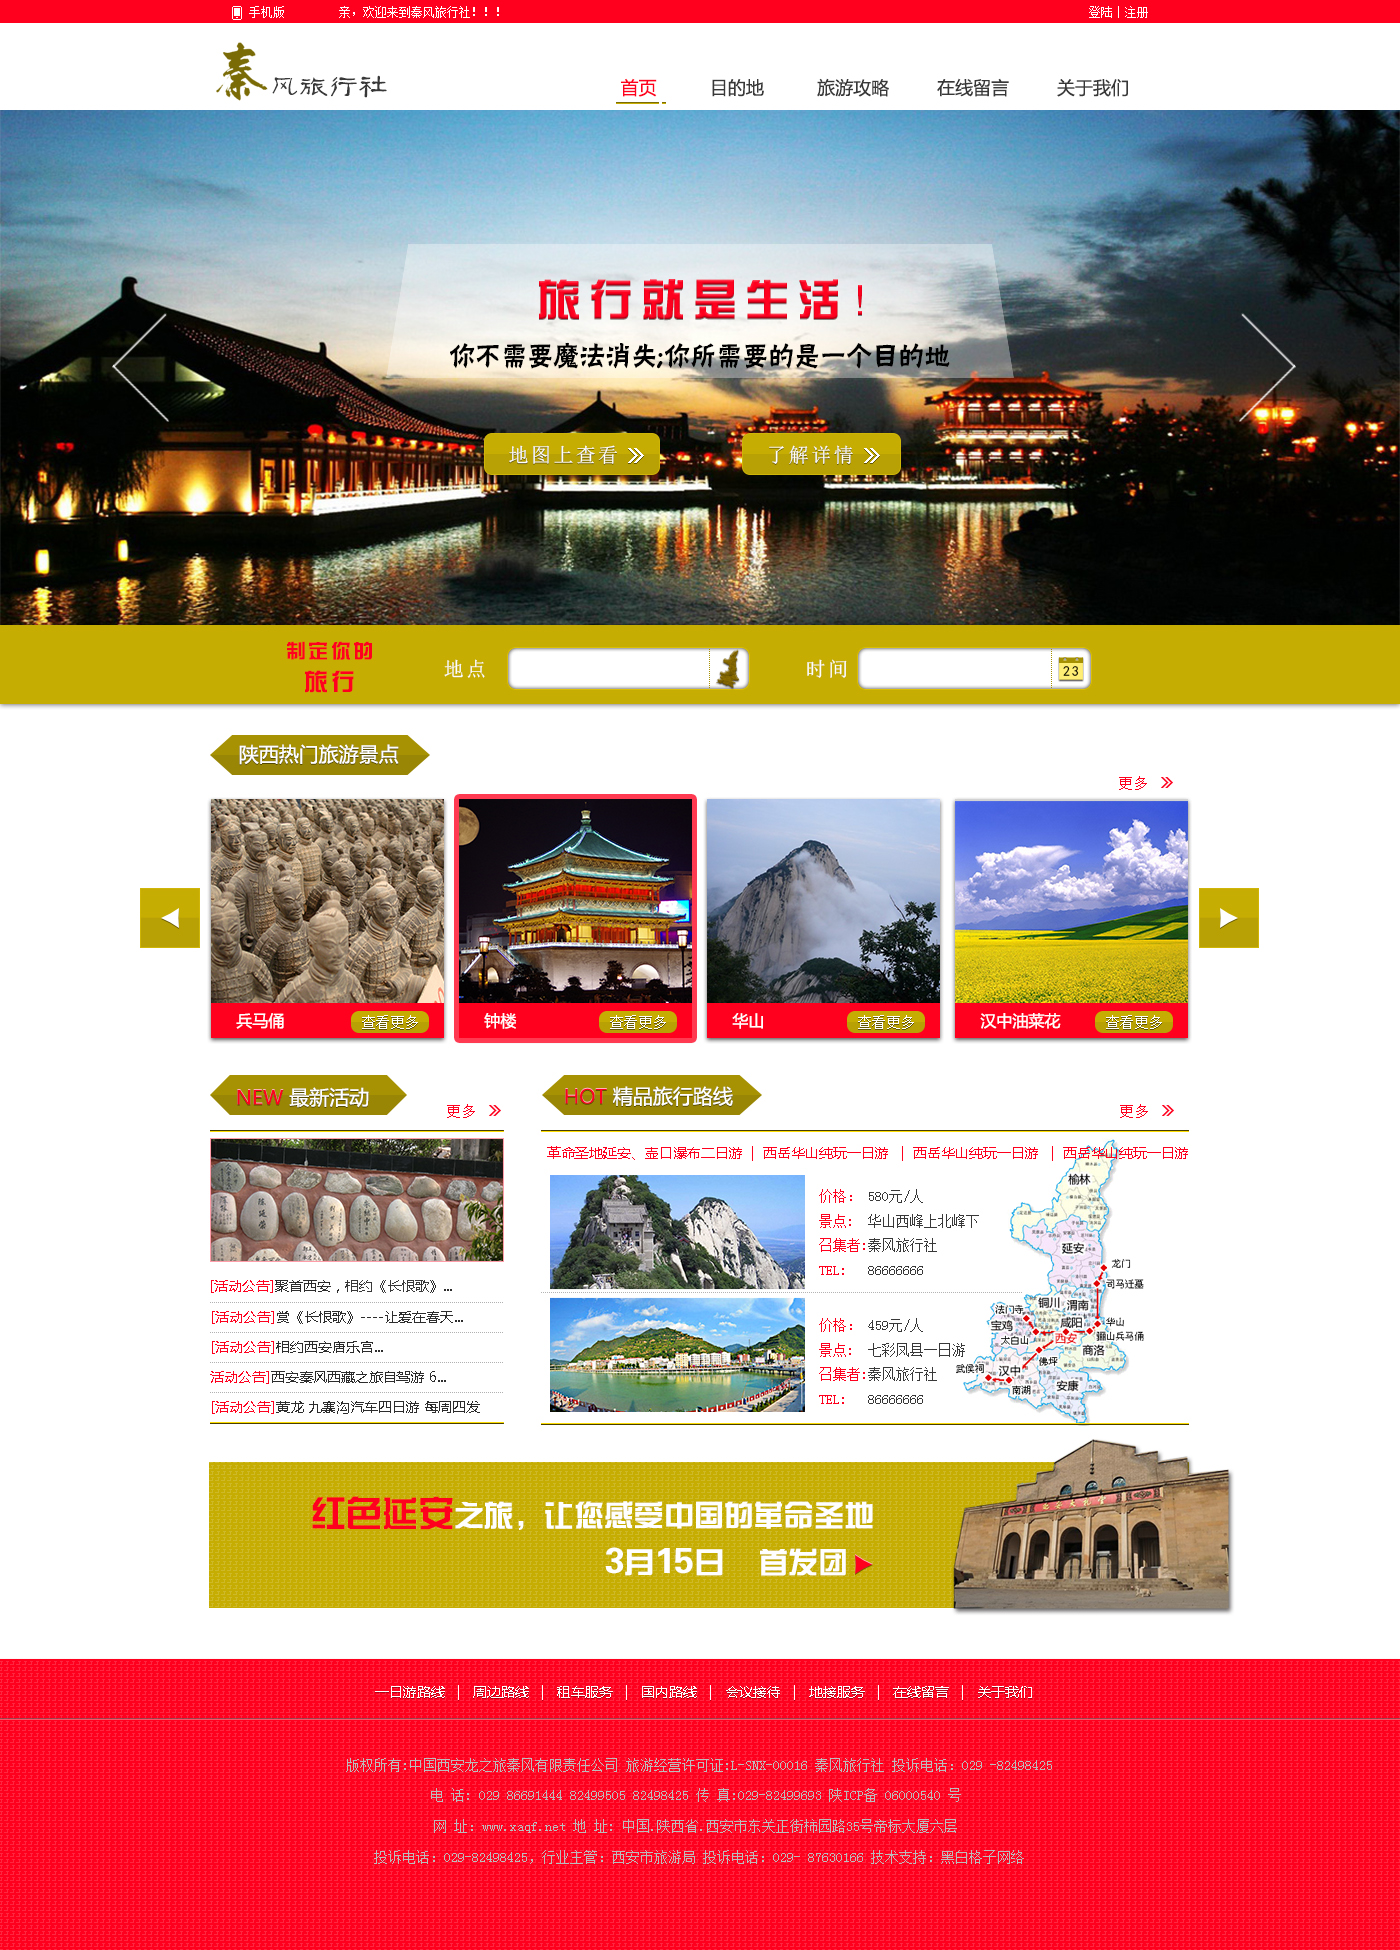 手机版 亲，欢迎来到秦风旅行社！！！ 登陆 | 注册
秦风旅行社
首页 目的地 旅游攻略 在线留言 关于我们
旅行就是生活！
你不需要魔法消失;你所需要的是一个目的地
地图上查看 了解详情
制定你的
旅行
地点 时间 23
陕西热门旅游景点
更多
兵马俑 查看更多 钟楼 查看更多 华山 查看更多 汉中油菜花 查看更多
NEW 最新活动 更多
[活动公告]聚首西安，相约《长恨歌》...
[活动公告]赏《长恨歌》----让爱在春天...
[活动公告]相约西安唐乐宫...
活动公告]西安秦风西藏之旅自驾游 6...
[活动公告]黄龙 九寨沟汽车四日游 每周四发
HOT 精品旅行路线 更多
革命圣地延安、壶口瀑布二日游 | 西岳华山纯玩一日游 | 西岳华山纯玩一日游 | 西岳华山纯玩一日游
价格： 580元/人
景点： 华山西峰上北峰下
召集者:秦风旅行社
TEL: 86666666
价格： 459元/人
景点： 七彩凤县一日游
召集者:秦风旅行社
TEL: 86666666
榆林
延安
龙门
司马迁墓
铜川 渭南
法门寺
宝鸡 咸阳 华山
太白山 西安 骊山兵马俑
商洛
佛坪
武侯祠 汉中
南湖 安康
红色延安之旅，让您感受中国的革命圣地
3月15日 首发团
一日游路线 | 周边路线 | 租车服务 | 国内路线 | 会议接待 | 地接服务 | 在线留言 | 关于我们
版权所有:中国西安龙之旅秦风有限责任公司 旅游经营许可证:L-SNX-00016 秦风旅行社 投诉电话：029 -82498425
电 话：029 86691444 82499505 82498425 传 真:029-82499693 陕ICP备 06000540 号
网 址：www.xaqf.net 地 址：中国.陕西省.西安市东关正街柿园路35号帝标大厦六层
投诉电话：029-82498425，行业主管：西安市旅游局 投诉电话：029- 87630166 技术支持：黑白格子网络